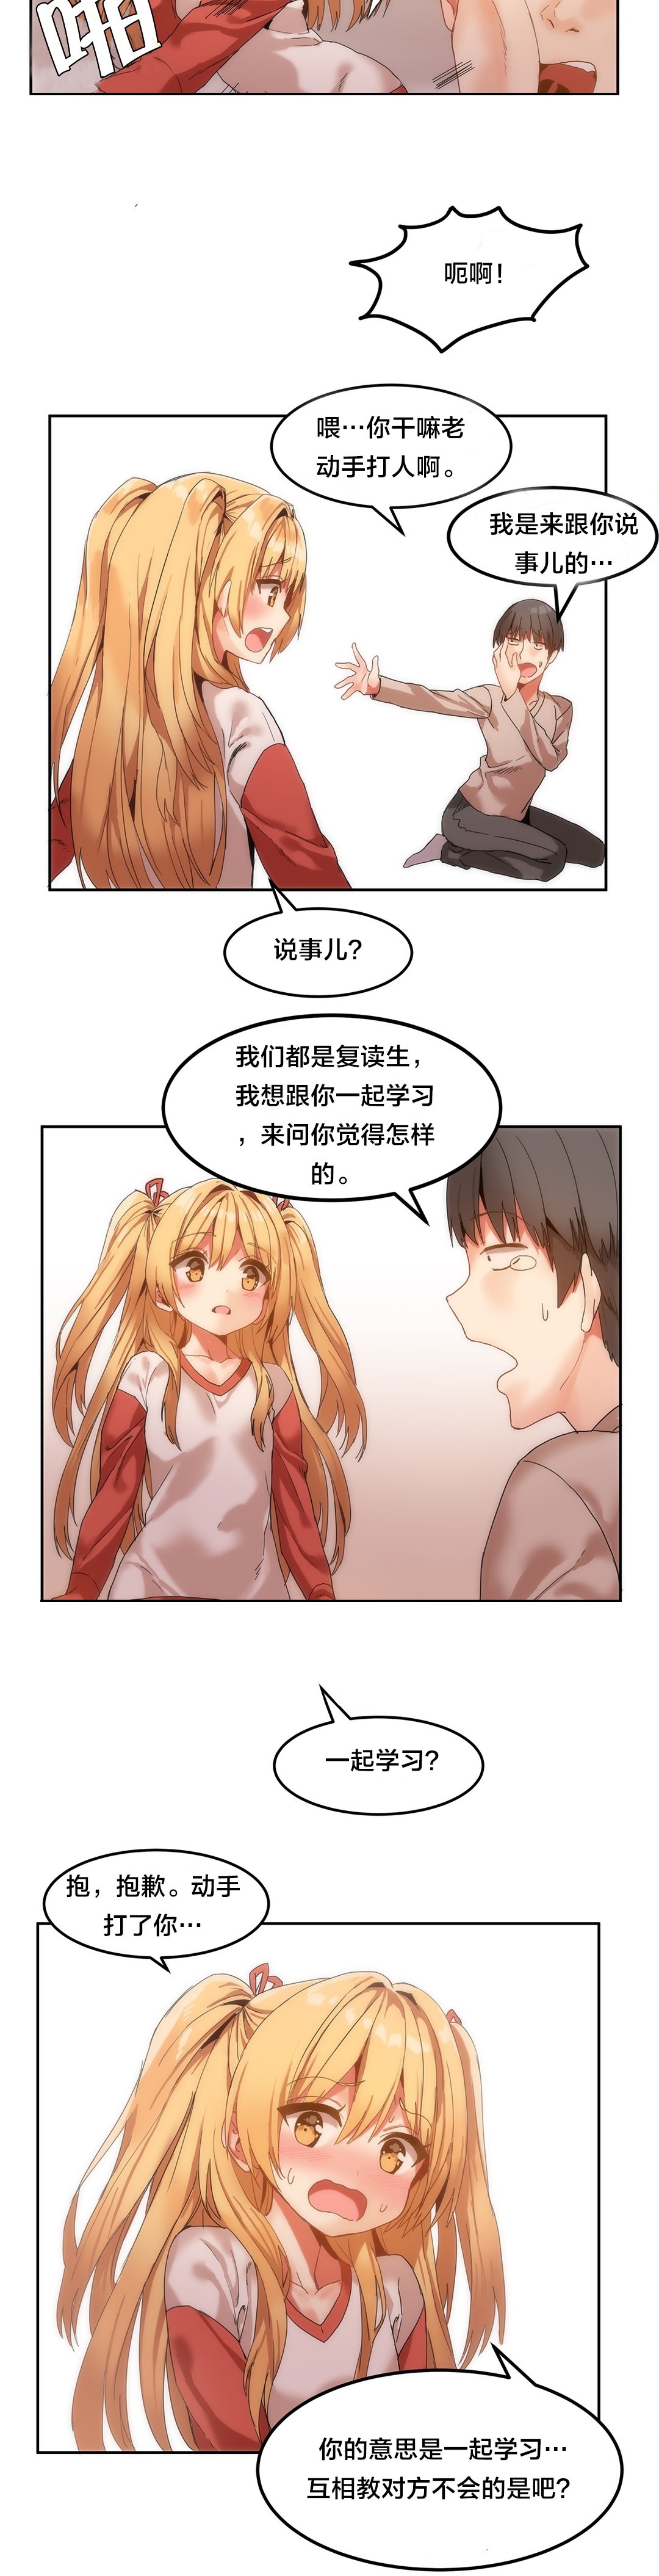 啪
呃啊!
喂…你干嘛老
动手打人啊。
我是来跟你说
事儿的…
说事儿?
我们都是复读生,
我想跟你一起学习
,来问你觉得怎样
的。
一起学习?
抱,抱歉。动手
打了你…
你的意思是一起学习…
互相教对方不会的是吧?